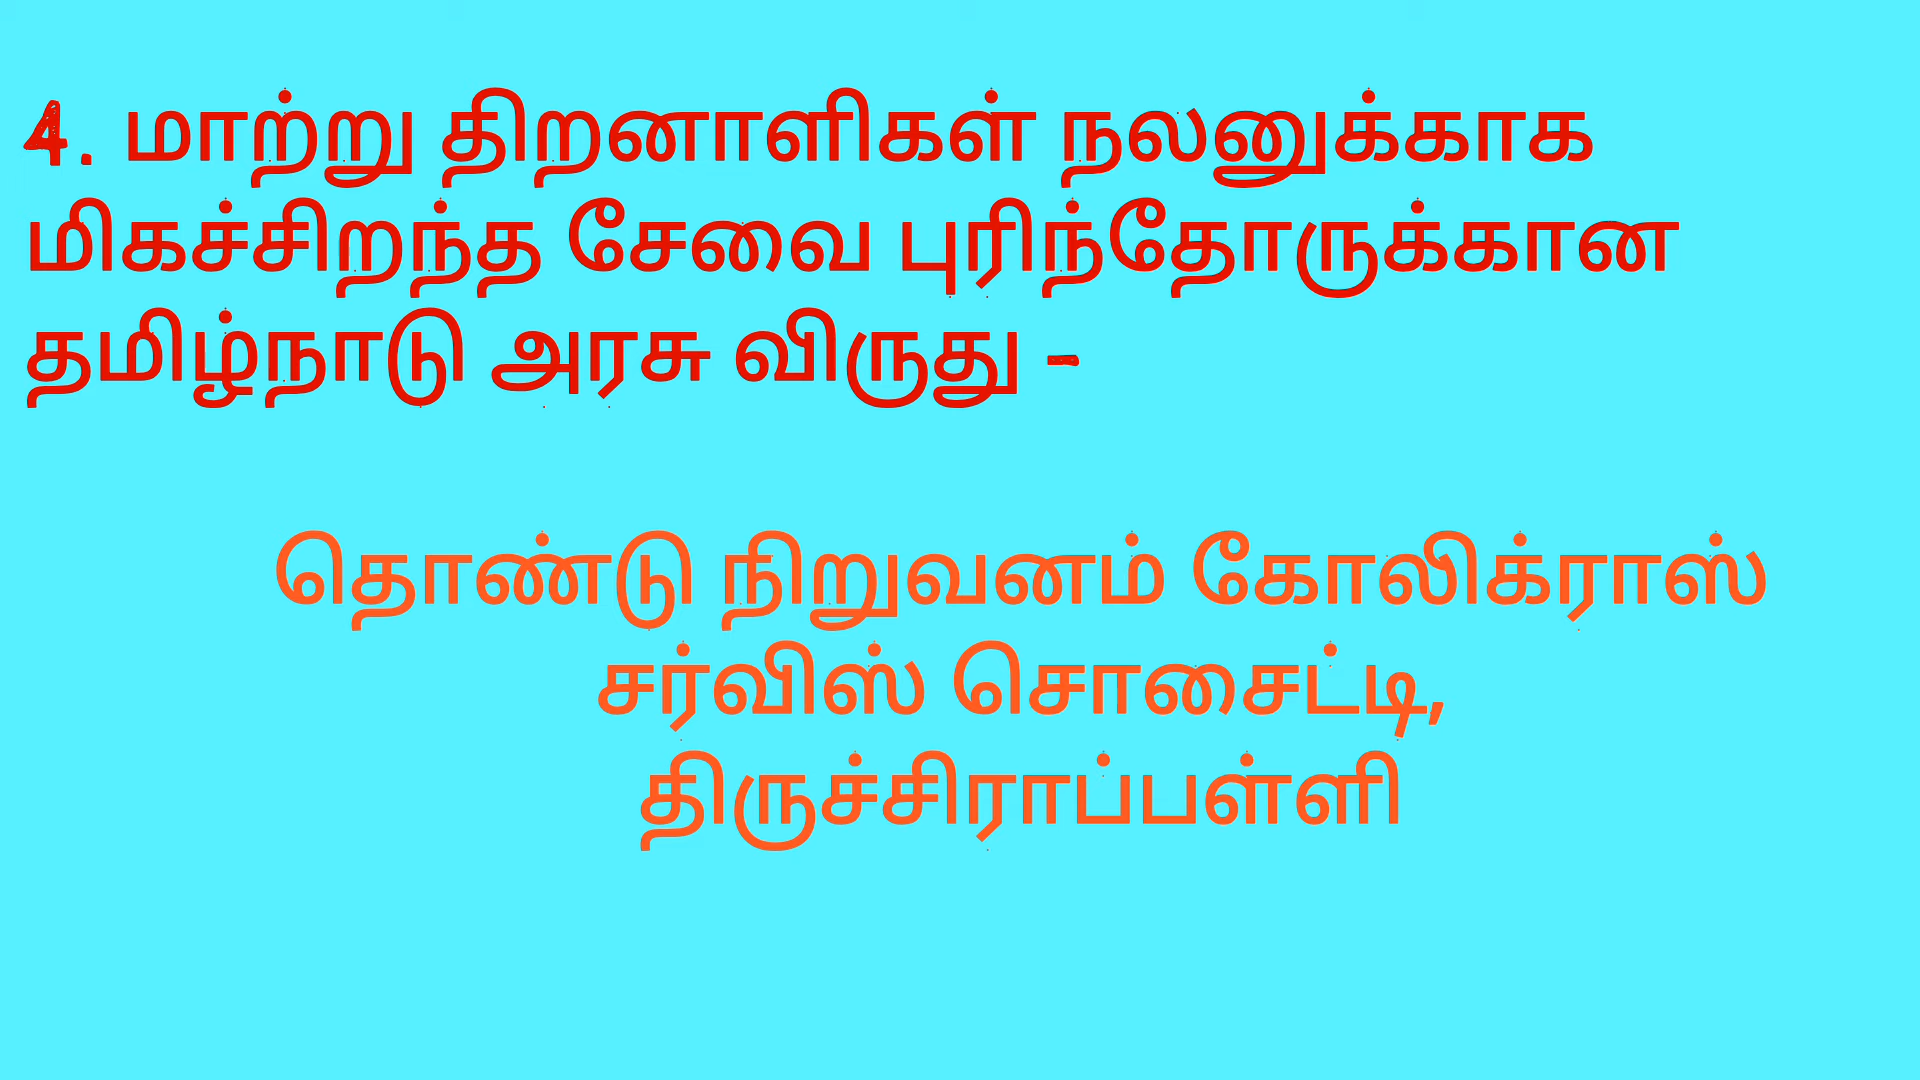 4. மாற்று திறனாளிகள் நலனுக்காக
மிகச்சிறந்த சேவை புரிந்தோருக்கான
தமிழ்நாடு அரசு விருது -
தொண்டு நிறுவனம் கோலிக்ராஸ்
சர்விஸ் சொசைட்டி,
திருச்சிராப்பள்ளி